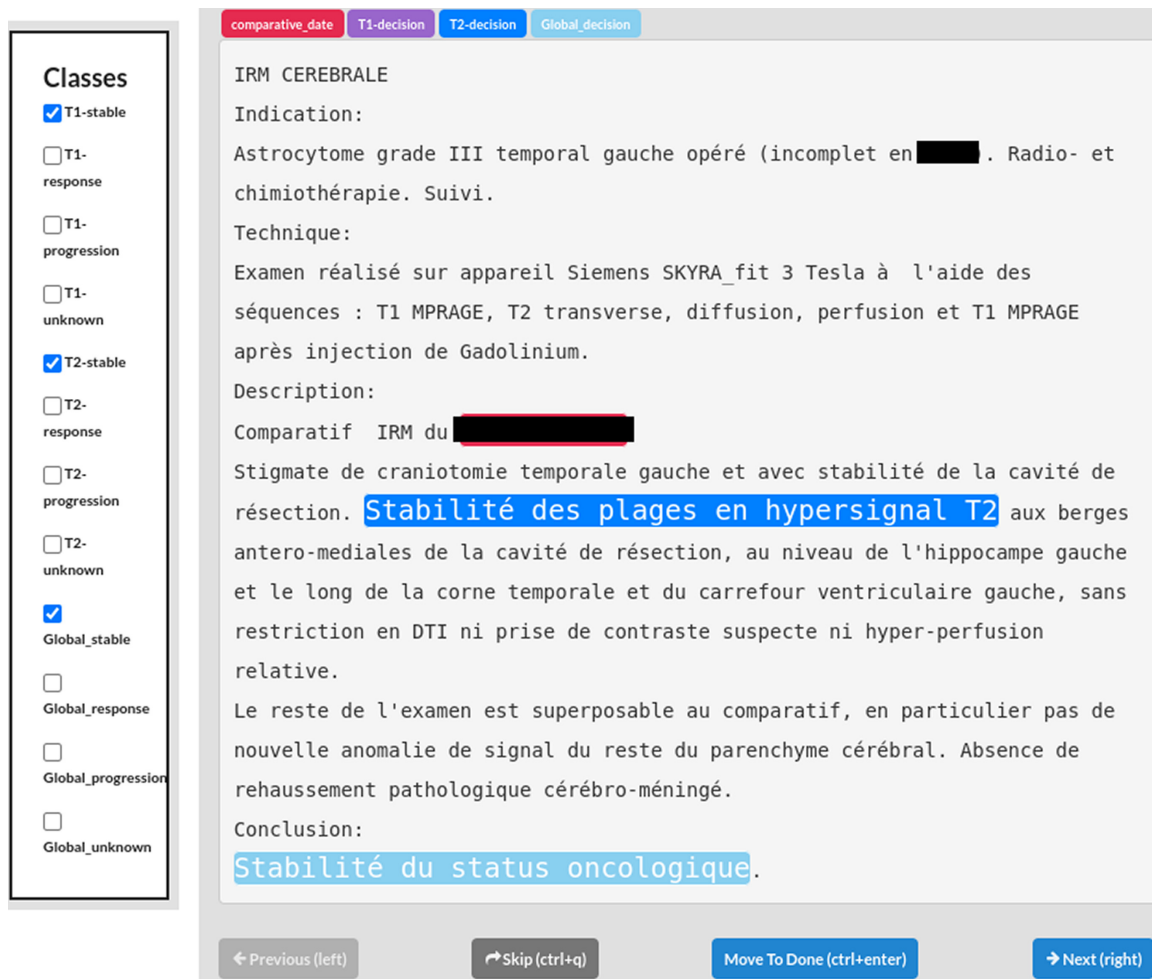 comparative_date T1-decision T2-decision Global_decision
Classes
T1-stable
T1-
response
T1-
progression
T1-
unknown
T2-stable
T2-
response
T2-
progression
T2-
unknown
Global_stable
Global_response
Global_progression
Global_unknown
IRM CEREBRALE
Indication:
Astrocytome grade III temporal gauche opéré (incomplet en ). Radio- et
chimiothérapie. Suivi.
Technique:
Examen réalisé sur appareil Siemens SKYRA_fit 3 Tesla à l'aide des
séquences : T1 MPRAGE, T2 transverse, diffusion, perfusion et T1 MPRAGE
après injection de Gadolinium.
Description:
Comparatif IRM du
Stigmate de craniotomie temporale gauche et avec stabilité de la cavité de
résection. Stabilité des plages en hypersignal T2 aux berges
antero-mediales de la cavité de résection, au niveau de l'hippocampe gauche
et le long de la corne temporale et du carrefour ventriculaire gauche, sans
restriction en DTI ni prise de contraste suspecte ni hyper-perfusion
relative.
Le reste de l'examen est superposable au comparatif, en particulier pas de
nouvelle anomalie de signal du reste du parenchyme cérébral. Absence de
rehaussement pathologique cérébro-méningé.
Conclusion:
Stabilité du status oncologique.
Previous (left) Skip (ctrl+q) Move To Done (ctrl+enter) Next (right)